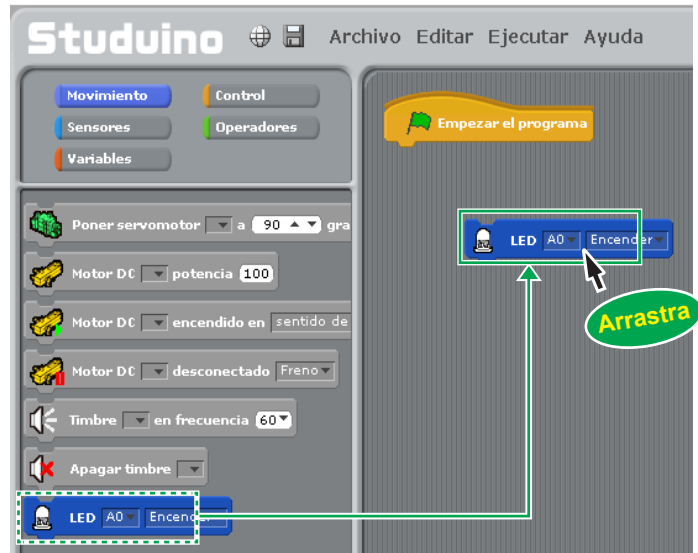 Studuino Archivo Editar Ejecutar Ayuda
Movimiento Control
Sensores Operadores
Variables
Poner servomotor a 90 gra
Motor DC potencia 100
Motor DC encendido en sentido de
Motor DC desconectado Freno
Timbre en frecuencia 60
Apagar timbre
LED A0 Encender
Empezar el programa
LED A0 Encender
Arrastra